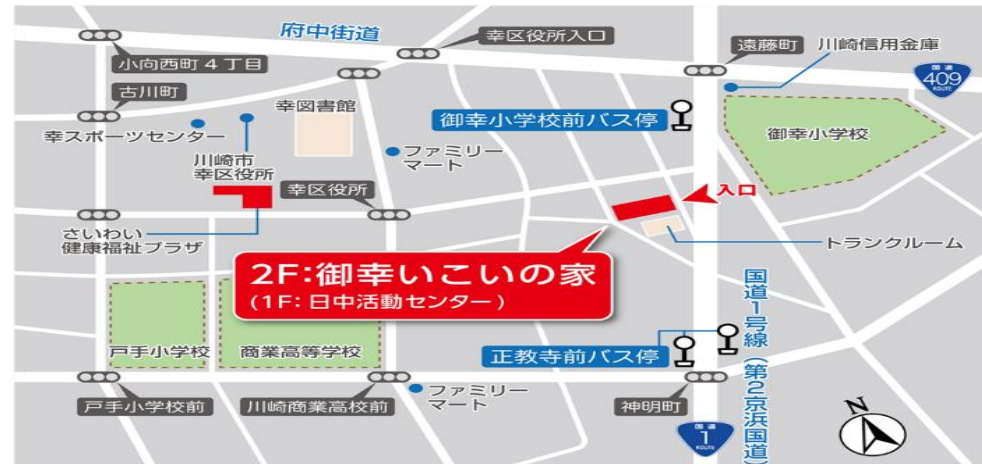 府中街道
幸区役所入口
遠藤町
川崎信用金庫
小向西町4丁目
国道
409
ROUTE
古川町
幸図書館
御幸小学校前バス停
御幸小学校
幸スポーツセンター
ファミリー
マート
川崎市
幸区役所
幸区役所
入口
さいわい
健康福祉プラザ
トランクルーム
2F:御幸いこいの家
(1F:日中活動センター)
国道1号線(第2京浜国道)
戸手小学校
商業高等学校
正教寺前バス停
戸手小学校前
川崎商業高校前
ファミリー
マート
神明町
国道
1
ROUTE
N